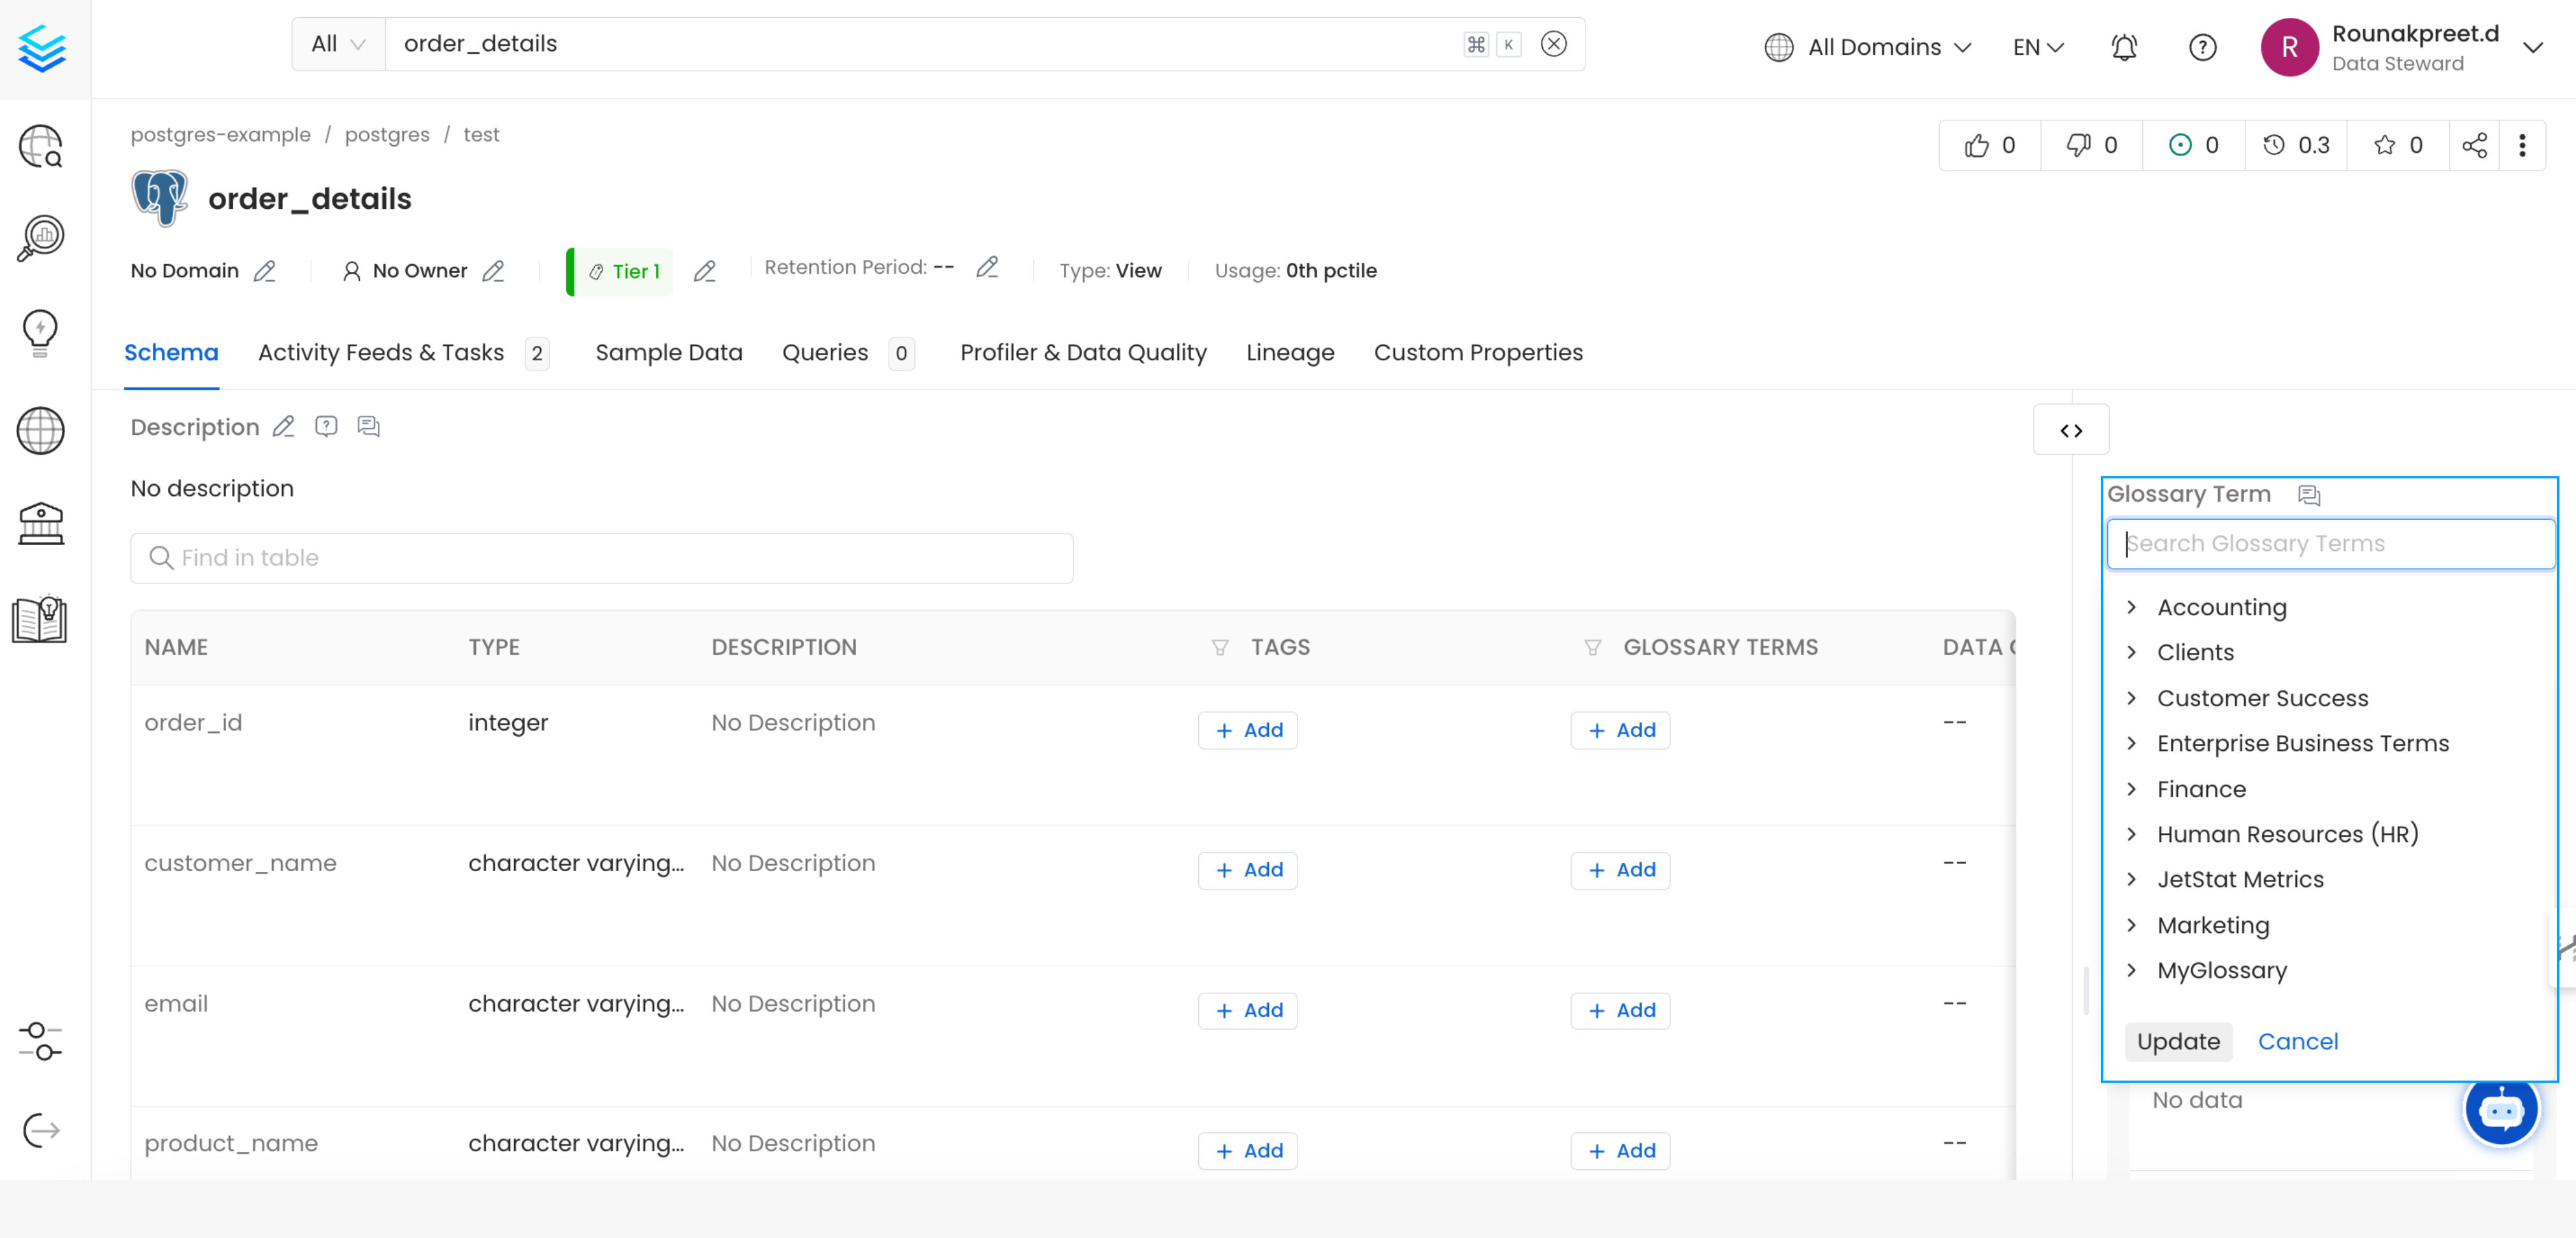 All order_details ⌘ K All Domains EN R Rounakpreet.d
Data Steward
postgres-example / postgres / test
0 0 0 0.3 0
order_details
No Domain No Owner Tier 1 Retention Period: -- Type: View Usage: 0th pctile
Schema Activity Feeds & Tasks 2 Sample Data Queries 0 Profiler & Data Quality Lineage Custom Properties
Description
No description
Find in table
NAME TYPE DESCRIPTION TAGS GLOSSARY TERMS DATA
order_id integer No Description + Add + Add --
customer_name character varying... No Description + Add + Add --
email character varying... No Description + Add + Add --
product_name character varying... No Description + Add + Add --
Glossary Term
Search Glossary Terms
Accounting
Clients
Customer Success
Enterprise Business Terms
Finance
Human Resources (HR)
JetStat Metrics
Marketing
MyGlossary
Update Cancel
No data